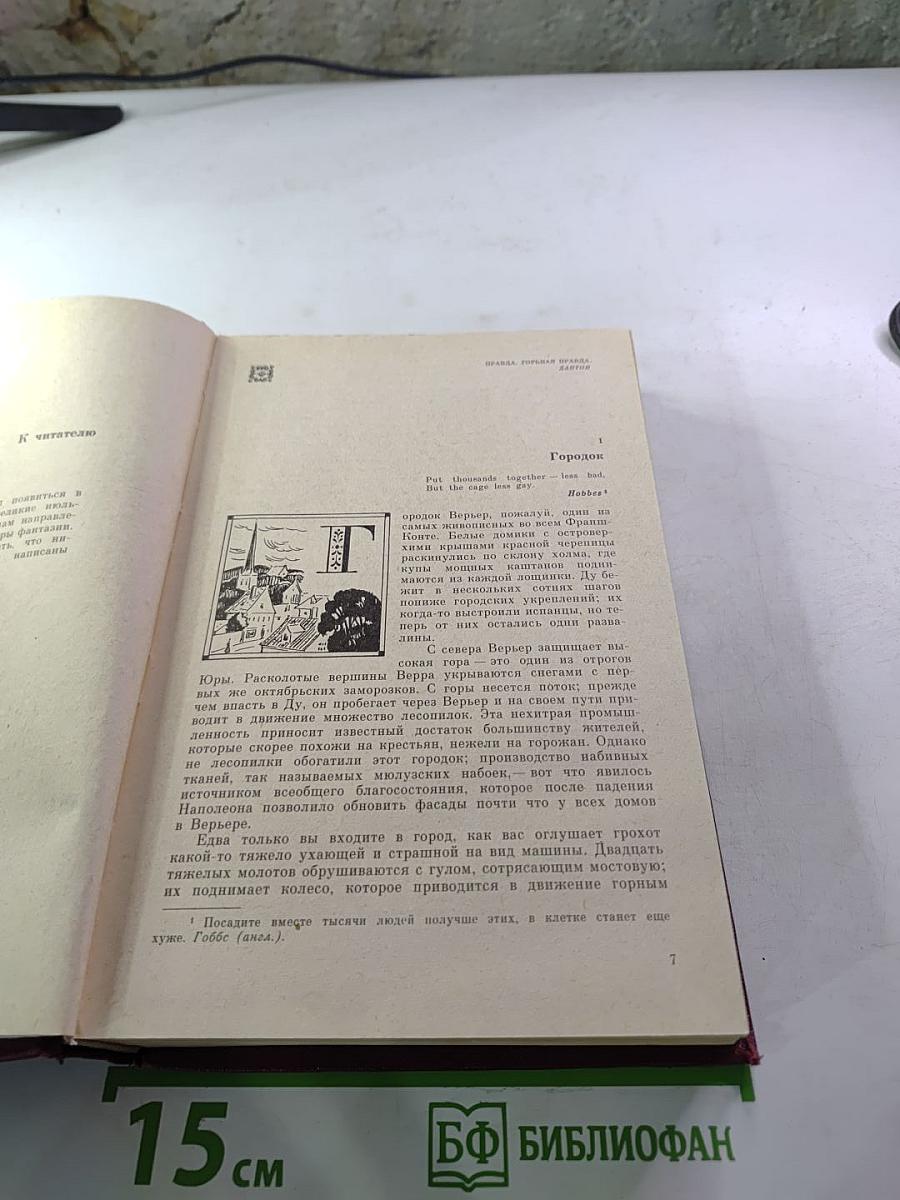 К читателю
появиться в
еликие июль-
ам направле-
ры фантазии.
ть, что ни-
написаны
ПРАВДА, ГОРЬКАЯ ПРАВДА.
ДАНТОН
1
Городок
Put thousands together — less bad,
But the cage less gay.
Hobbes¹
Г
ородок Верьер, пожалуй, один из
самых живописных во всем Франш-
Конте. Белые домики с островер-
хими крышами красной черепицы
раскинулись по склону холма, где
купы мощных каштанов подни-
маются из каждой лощинки. Ду бе-
жит в нескольких сотнях шагов
пониже городских укреплений; их
когда-то выстроили испанцы, но те-
перь от них остались одни разва-
лины.
С севера Верьер защищает вы-
сокая гора — это один из отрогов
Юры. Расколотые вершины Верра укрываются снегами с пер-
вых же октябрьских заморозков. С горы несется поток; прежде
чем впасть в Ду, он пробегает через Верьер и на своем пути при-
водит в движение множество лесопилок. Эта нехитрая промыш-
ленность приносит известный достаток большинству жителей,
которые скорее похожи на крестьян, нежели на горожан. Однако
не лесопилки обогатили этот городок; производство набивных
тканей, так называемых мюлузских набоек,— вот что явилось
источником всеобщего благосостояния, которое после падения
Наполеона позволило обновить фасады почти что у всех домов
в Верьере.
Едва только вы входите в город, как вас оглушает грохот
какой-то тяжело ухающей и страшной на вид машины. Двадцать
тяжелых молотов обрушиваются с гулом, сотрясающим мостовую;
их поднимает колесо, которое приводится в движение горным
¹ Посадите вместе тысячи людей получше этих, в клетке станет еще
хуже. Гоббс (англ.).
7
15 см
БФ БИБЛИОФАН